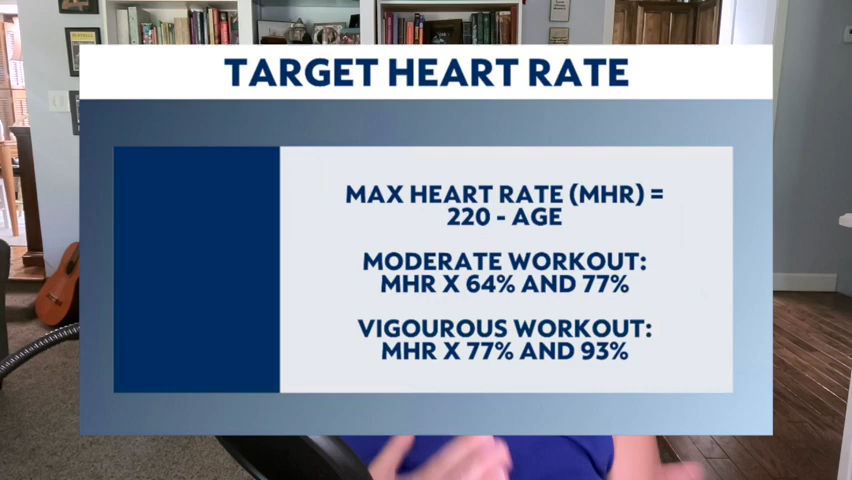 TARGET HEART RATE
MAX HEART RATE (MHR) =
220 - AGE
MODERATE WORKOUT:
MHR X 64% AND 77%
VIGOUROUS WORKOUT:
MHR X 77% AND 93%